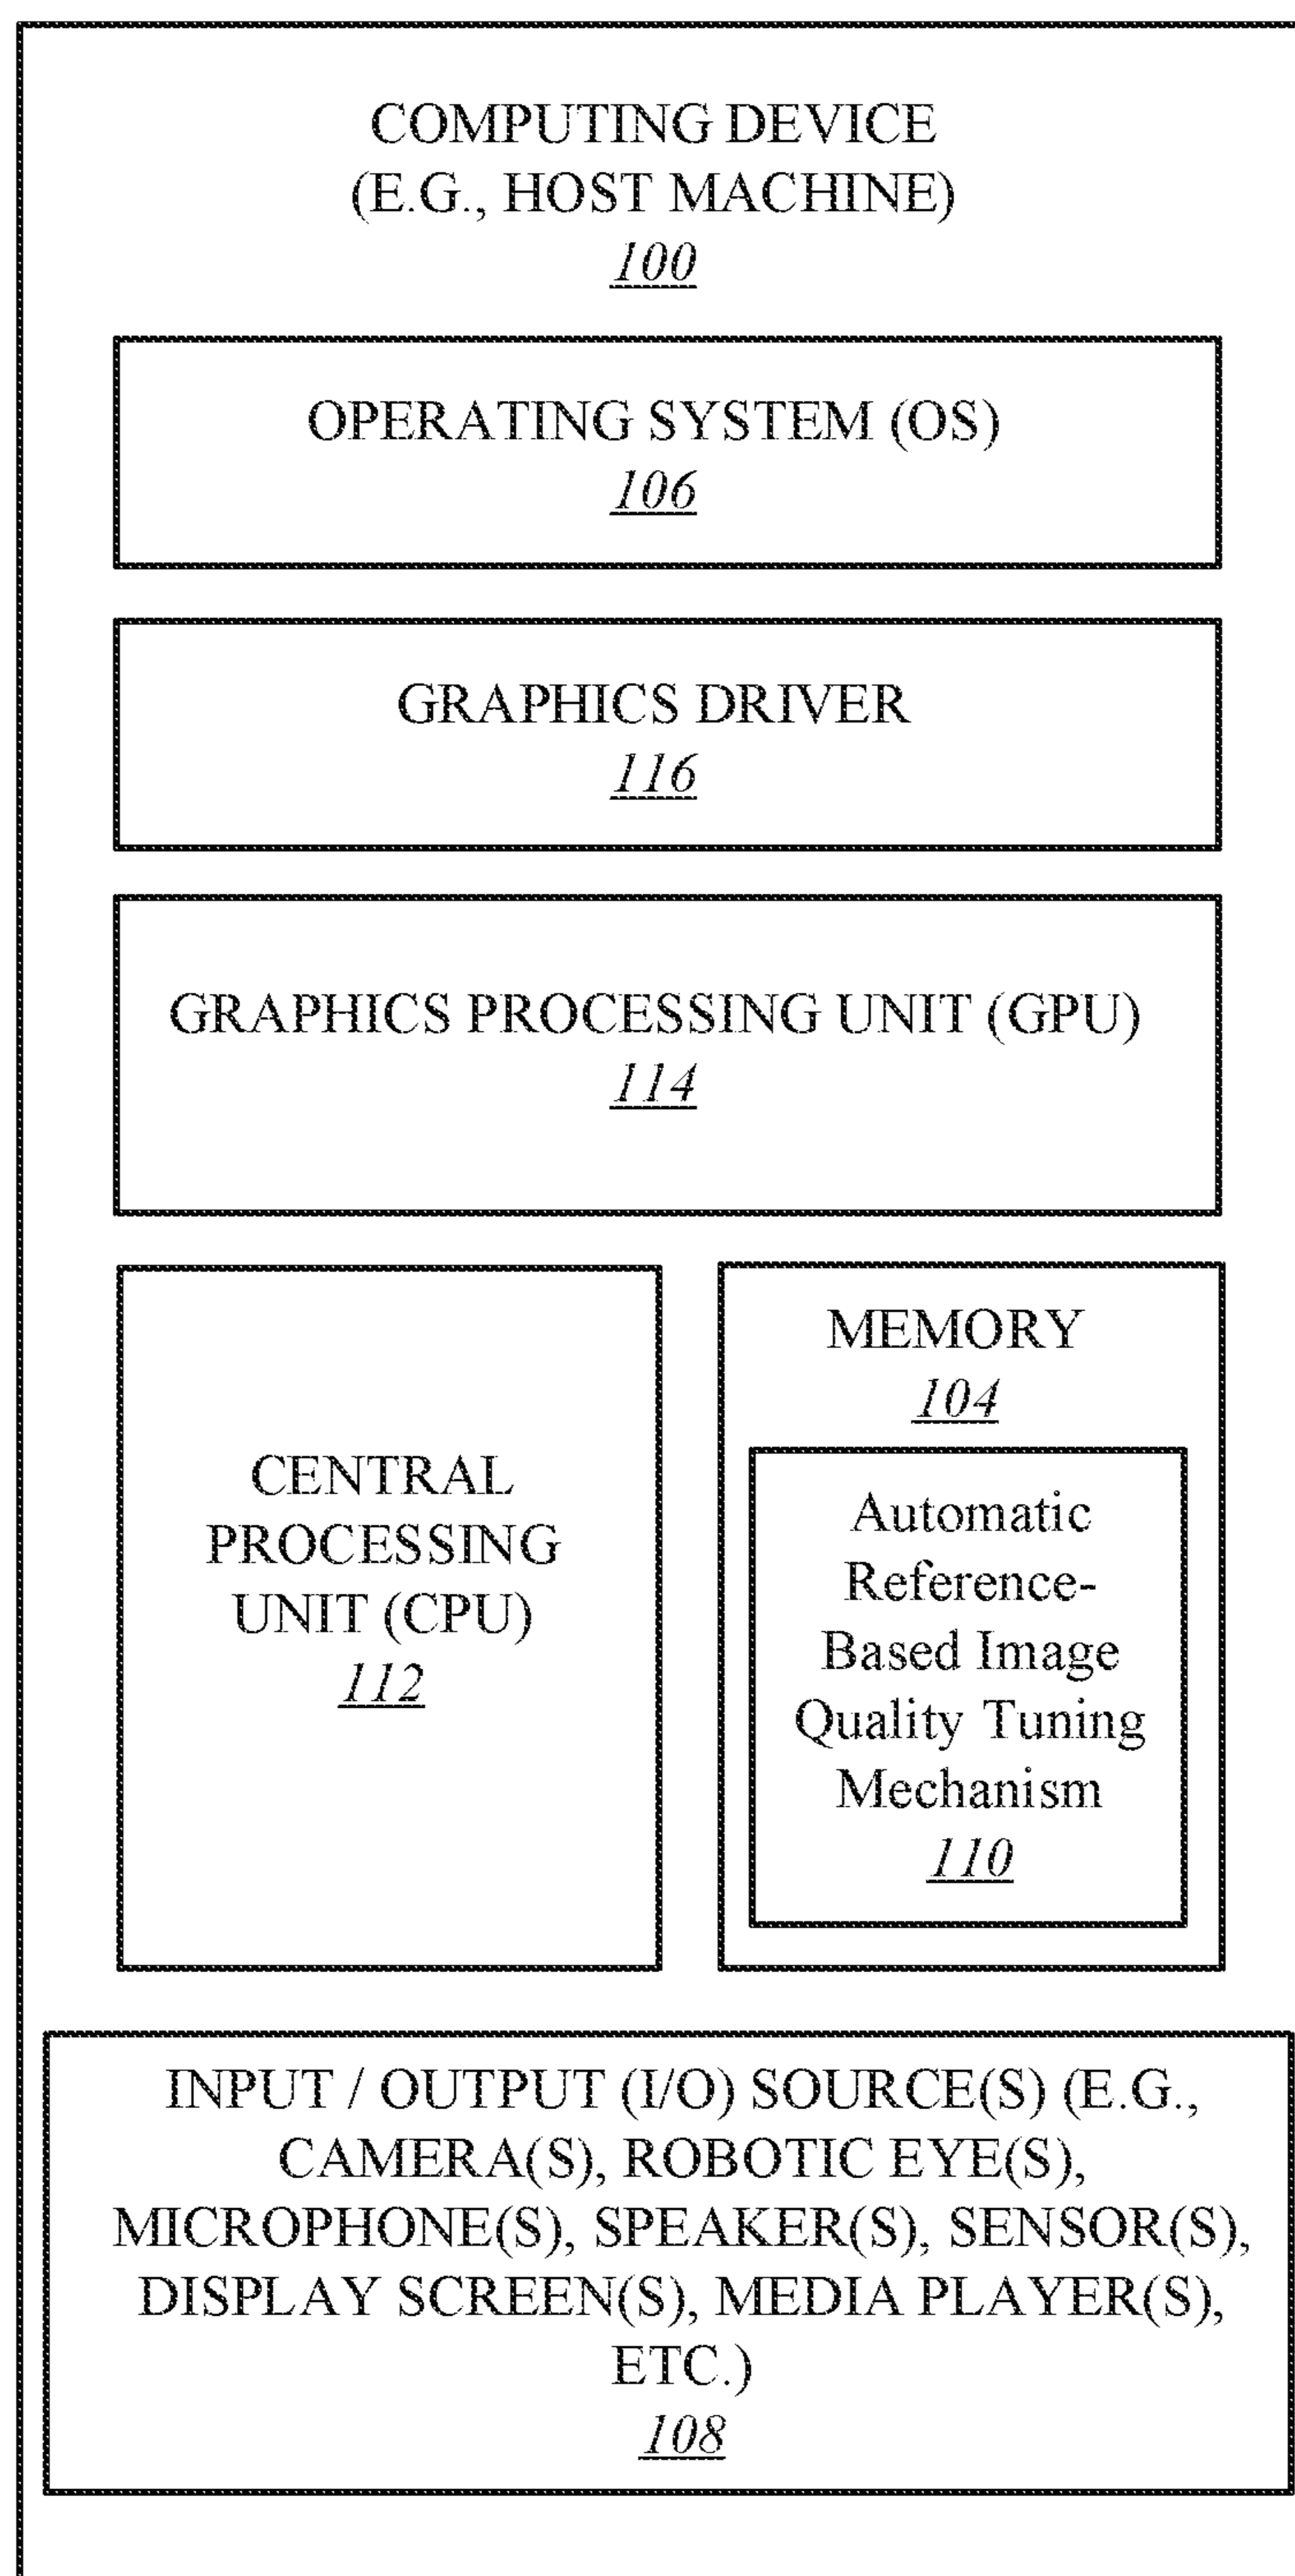 COMPUTING DEVICE
(E.G., HOST MACHINE)
100
OPERATING SYSTEM (OS)
106
GRAPHICS DRIVER
116
GRAPHICS PROCESSING UNIT (GPU)
114
CENTRAL
PROCESSING
UNIT (CPU)
112
MEMORY
104
Automatic
Reference-
Based Image
Quality Tuning
Mechanism
110
INPUT / OUTPUT (I/O) SOURCE(S) (E.G.,
CAMERA(S), ROBOTIC EYE(S),
MICROPHONE(S), SPEAKER(S), SENSOR(S),
DISPLAY SCREEN(S), MEDIA PLAYER(S),
ETC.)
108